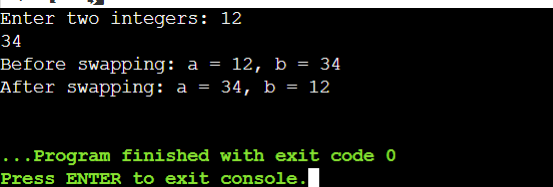 Enter two integers: 12
34
Before swapping: a = 12, b = 34
After swapping: a = 34, b = 12
...Program finished with exit code 0
Press ENTER to exit console.